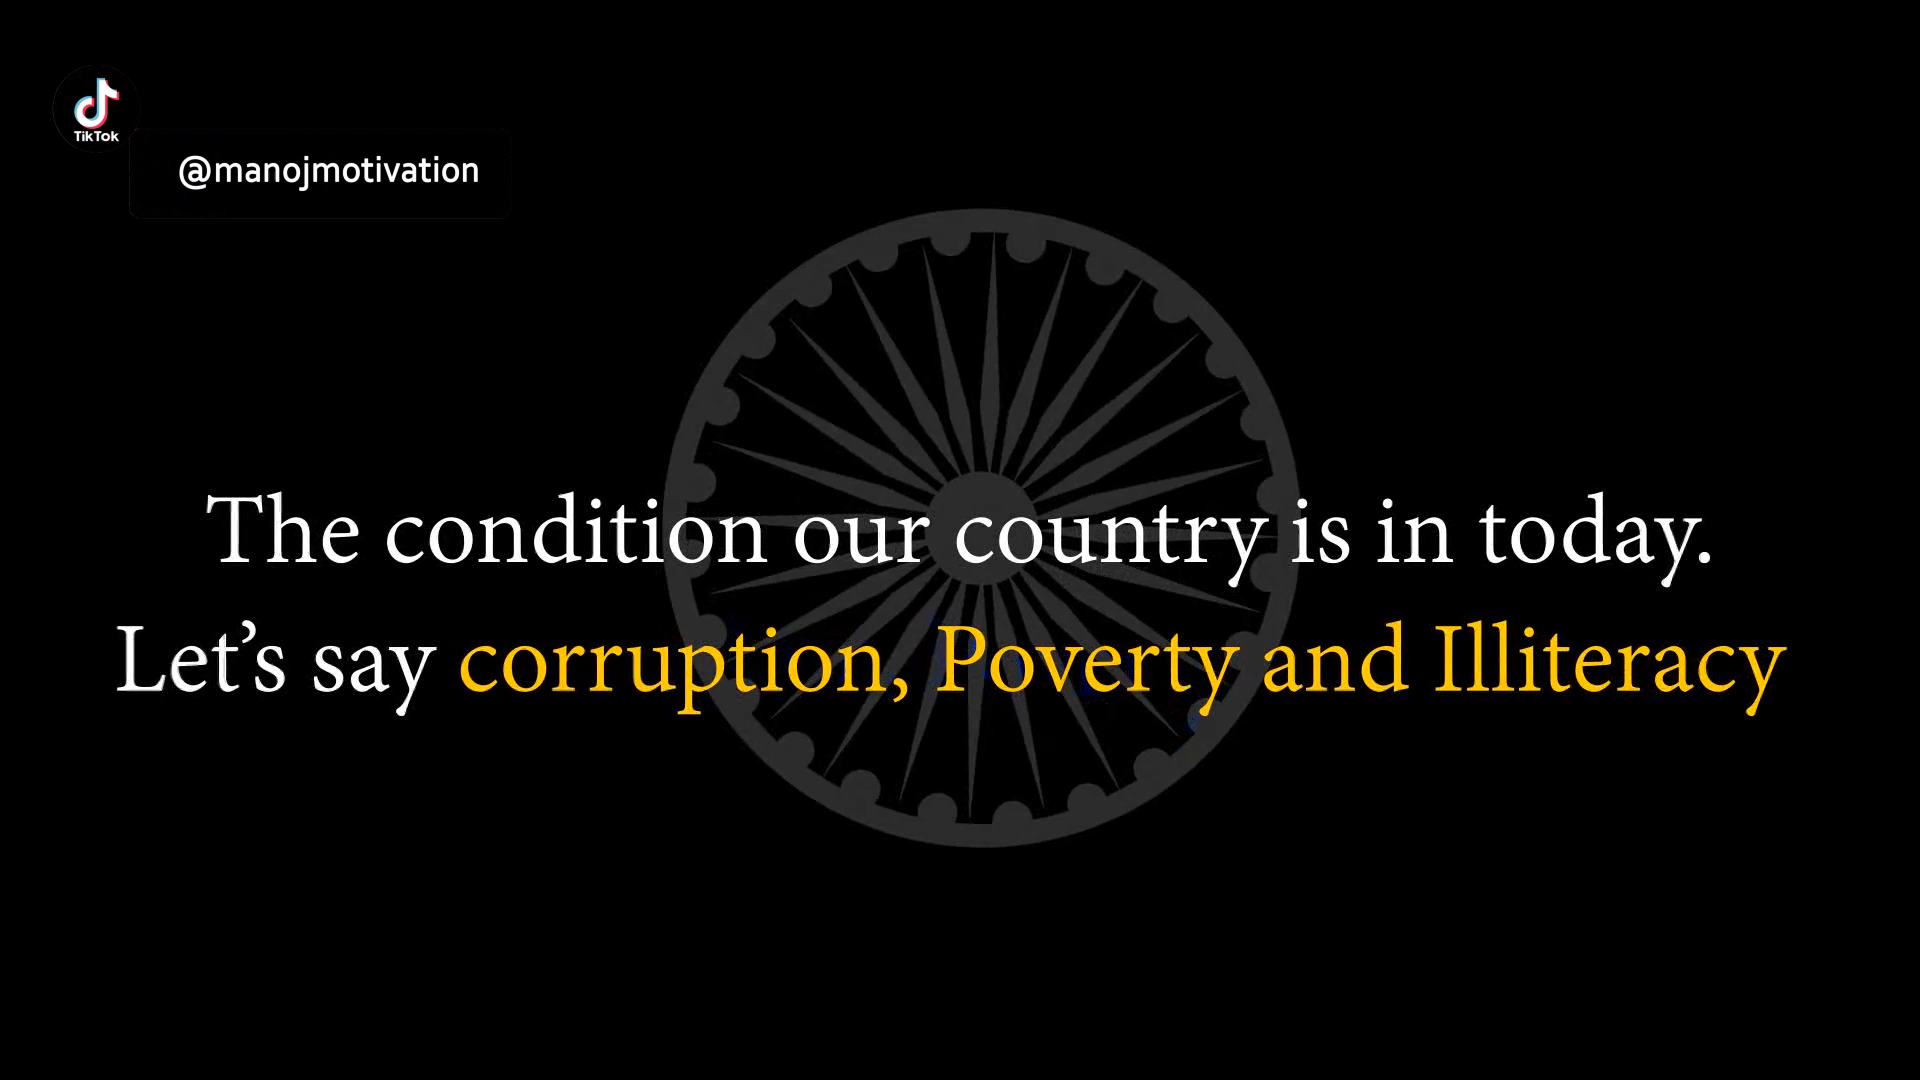 TikTok
@manojmotivation
The condition our country is in today.
Let’s say corruption, Poverty and Illiteracy